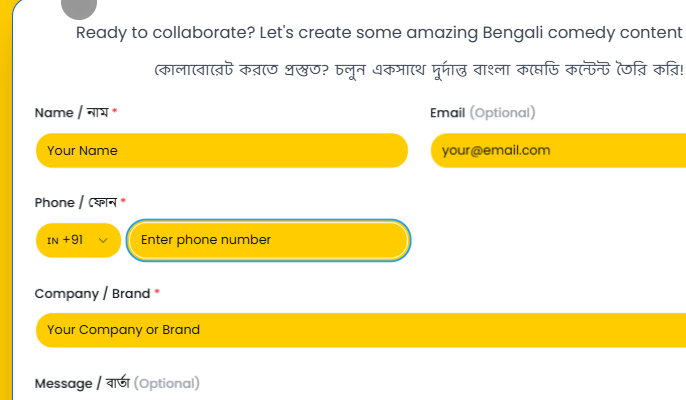 Ready to collaborate? Let's create some amazing Bengali comedy content
কোলাবোরেট করতে প্রস্তুত? চলুন একসাথে দুর্দান্ত বাংলা কমেডি কন্টেন্ট তৈরি করি!
Name / নাম * Email (Optional)
Your Name your@email.com
Phone / ফোন *
IN +91 Enter phone number
Company / Brand *
Your Company or Brand
Message / বার্তা (Optional)